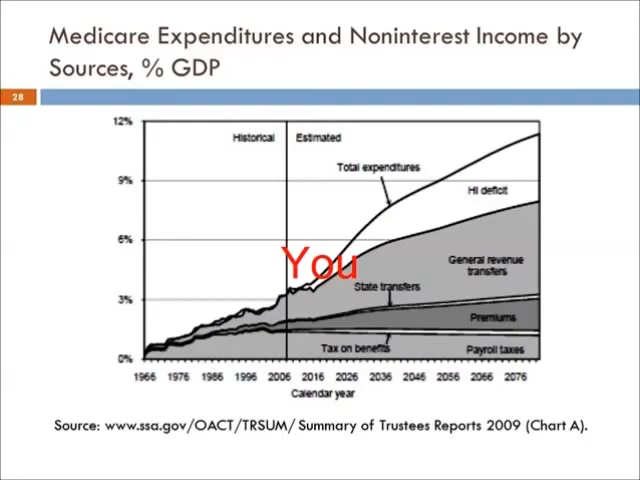 Medicare Expenditures and Noninterest Income by
Sources, % GDP
28
12%
Historical
Estimated
Total expenditures
9%
HI deficit
6%
You
General revenue
transfers
State transfers
3%
Premiums
Tax on benefits
Payroll taxes
0%
1966 1976 1986 1996 2006 2016 2026 2036 2046 2056 2066 2076
Calendar year
Source: www.ssa.gov/OACT/TRSUM/ Summary of Trustees Reports 2009 (Chart A).